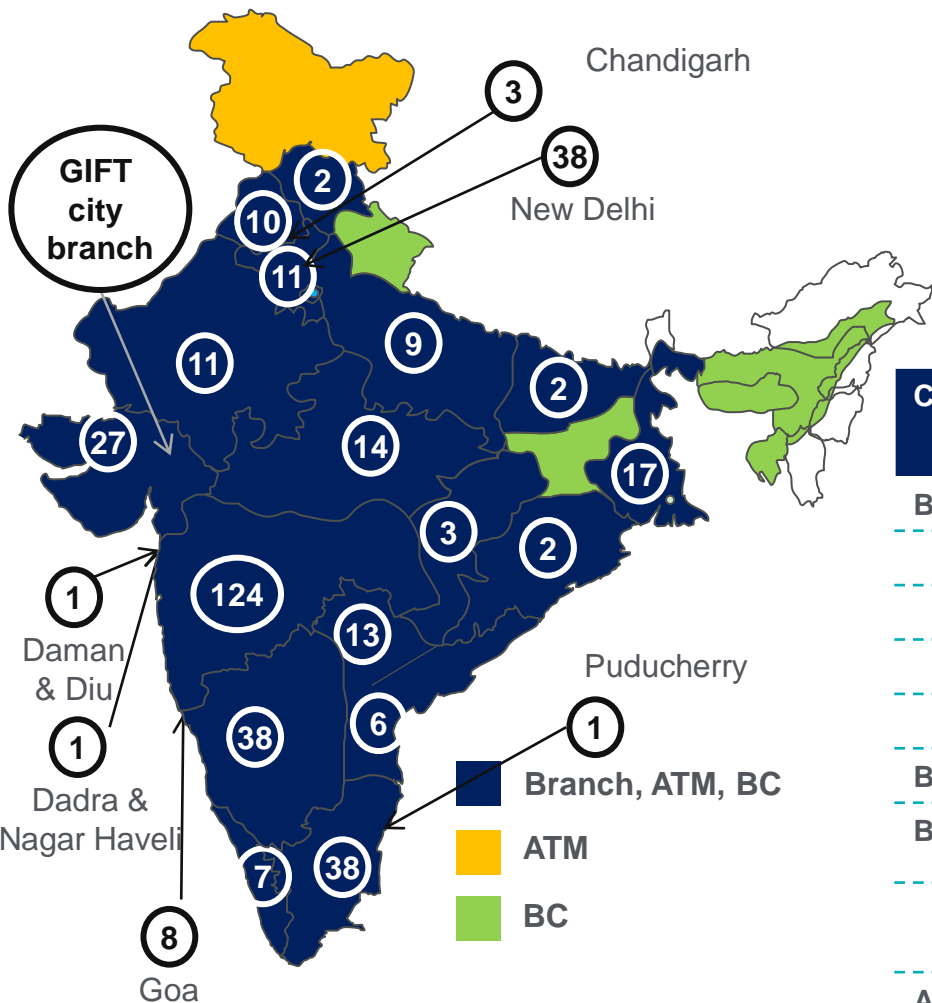 Chandigarh
3
38
New Delhi
GIFT
city
branch
2
10
11
9
11
2
27
14
17
3
2
124
13
1
Daman
& Diu
1
Dadra &
Nagar Haveli
38
6
Puducherry
1
7
38
8
Goa
Branch, ATM, BC
ATM
BC
C
B
B
B
A